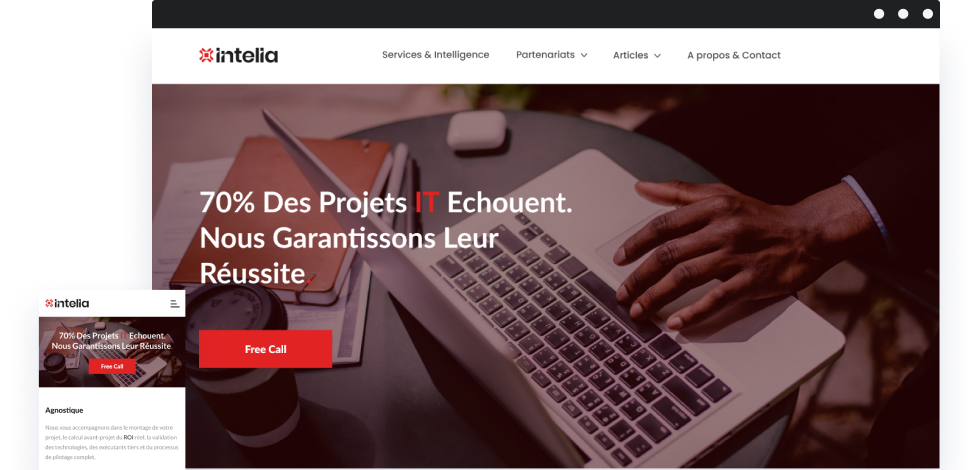 intelia
Services & Intelligence
Partenariats
Articles
A propos & Contact
70% Des Projets IT Echouent.
Nous Garantissons Leur
Réussite.
Free Call
intelia
70% Des Projets IT Echouent.
Nous Garantissons Leur Réussite
Free Call
Agnostique
Nous vous accompagnons dans le montage de votre
projet, le calcul avant-projet du ROI réel, la validation
des technologies, des exécutants tiers et du processus
de pilotage complet.